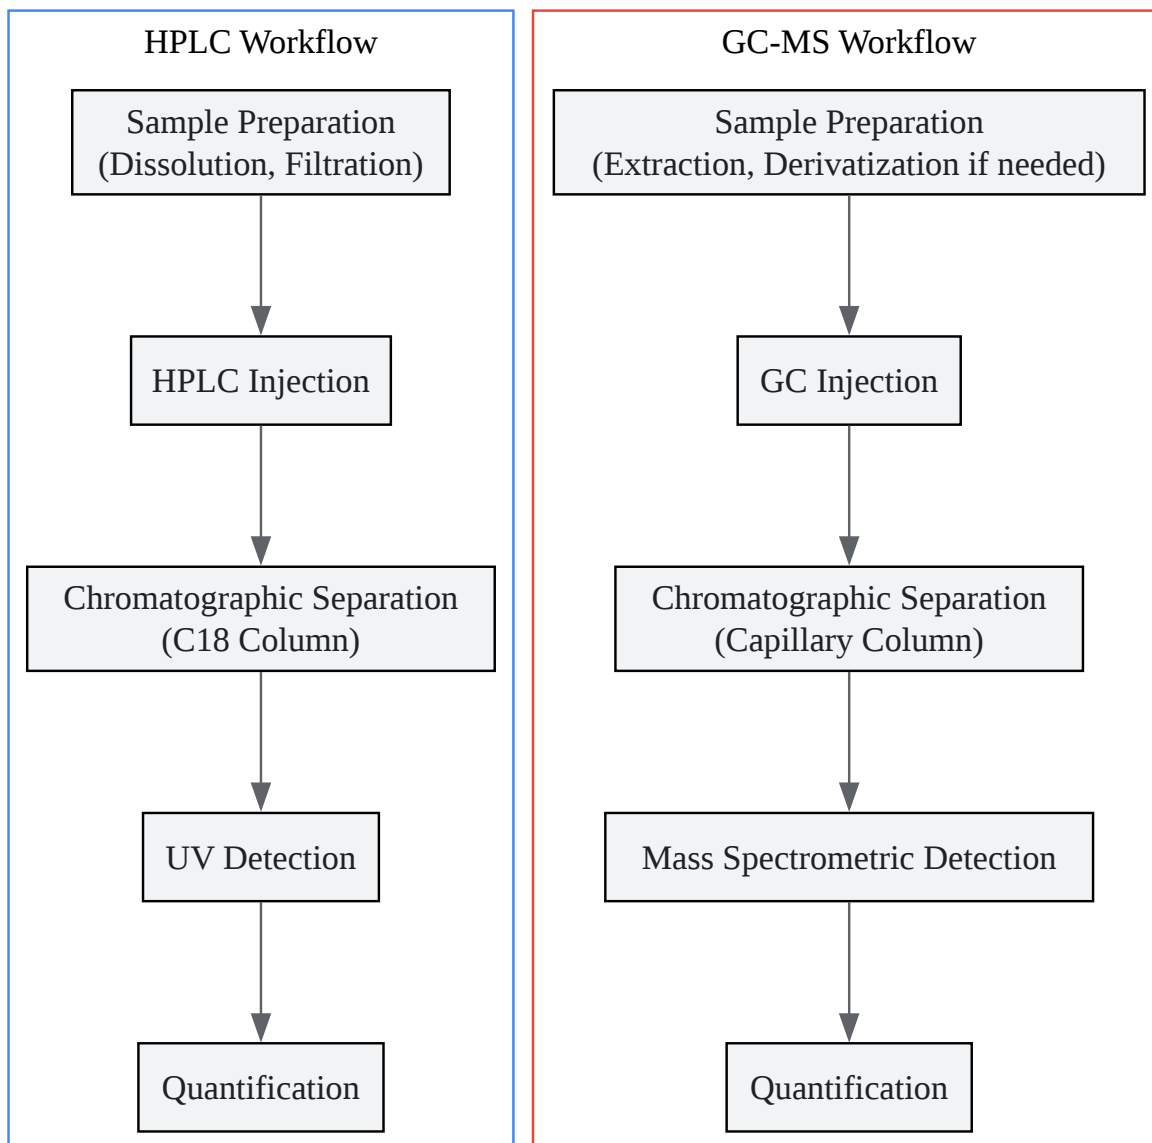 HPLC Workflow
Sample Preparation
(Dissolution, Filtration)
HPLC Injection
Chromatographic Separation
(C18 Column)
UV Detection
Quantification
GC-MS Workflow
Sample Preparation
(Extraction, Derivatization if needed)
GC Injection
Chromatographic Separation
(Capillary Column)
Mass Spectrometric Detection
Quantification